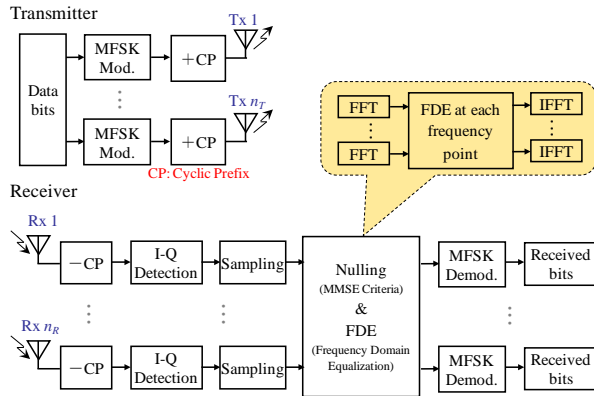 Transmitter
Tx 1
MFSK
Mod.
+CP
Data
bits
Tx nT
MFSK
Mod.
+CP
CP: Cyclic Prefix
FFT
FDE at each
frequency
point
IFFT
FFT
IFFT
Receiver
Rx 1
−CP
I-Q
Detection
Sampling
Nulling
(MMSE Criteria)
&
FDE
(Frequency Domain
Equalization)
MFSK
Demod.
Received
bits
Rx nR
−CP
I-Q
Detection
Sampling
MFSK
Demod.
Received
bits